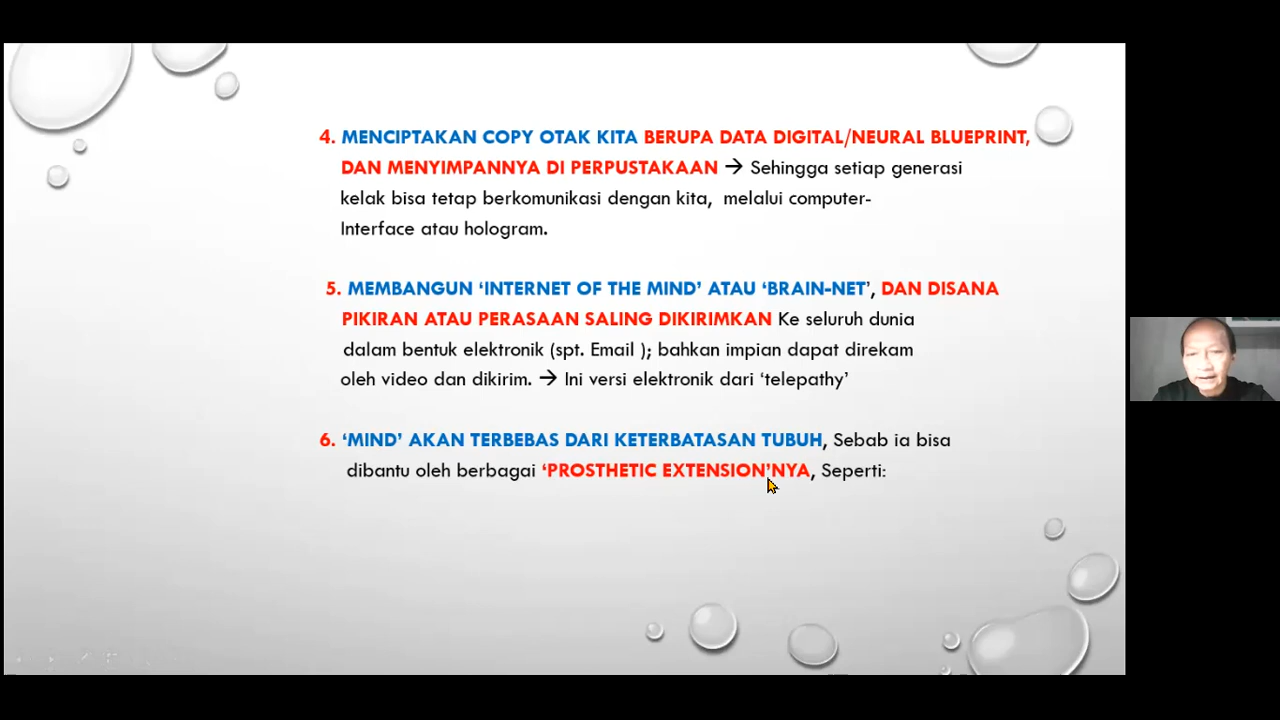 4. MENCIPTAKAN COPY OTAK KITA BERUPA DATA DIGITAL/NEURAL BLUEPRINT,
DAN MENYIMPANNYA DI PERPUSTAKAAN → Sehingga setiap generasi
kelak bisa tetap berkomunikasi dengan kita, melalui computer-
Interface atau hologram.
5. MEMBANGUN ‘INTERNET OF THE MIND’ ATAU ‘BRAIN-NET’, DAN DISANA
PIKIRAN ATAU PERASAAN SALING DIKIRIMKAN Ke seluruh dunia
dalam bentuk elektronik (spt. Email ); bahkan impian dapat direkam
oleh video dan dikirim. → Ini versi elektronik dari ‘telepathy’
6. ‘MIND’ AKAN TERBEBAS DARI KETERBATASAN TUBUH, Sebab ia bisa
dibantu oleh berbagai ‘PROSTHETIC EXTENSION’NYA, Seperti: